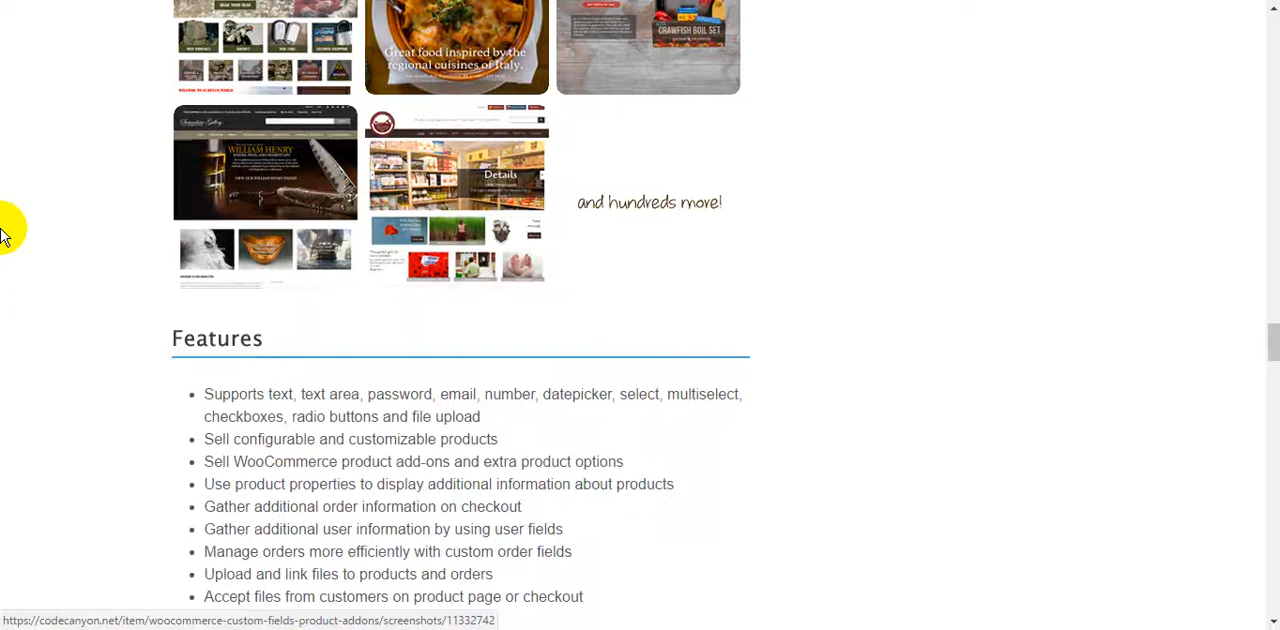 Great food inspired by the
regional cuisines of Italy.
CRAWFISH BOIL SET
WILLIAM HENRY
Details
and hundreds more!
Features
Supports text, text area, password, email, number, datepicker, select, multiselect,
checkboxes, radio buttons and file upload
Sell configurable and customizable products
Sell WooCommerce product add-ons and extra product options
Use product properties to display additional information about products
Gather additional order information on checkout
Gather additional user information by using user fields
Manage orders more efficiently with custom order fields
Upload and link files to products and orders
Accept files from customers on product page or checkout
https://codecanyon.net/item/woocommerce-custom-fields-product-addons/screenshots/11332742